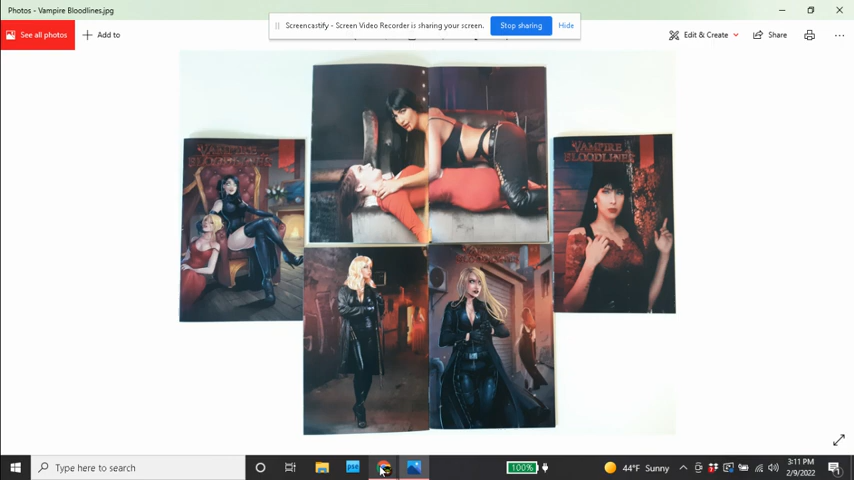 Photos - Vampire Bloodlines.jpg
Screencastify - Screen Video Recorder is sharing your screen.
Stop sharing
Hide
See all photos
Add to
Edit & Create
Share
VAMPIRE
BLOODLINES
VAMPIRE
BLOODLINES
Type here to search
pse
100%
44°F Sunny
3:11 PM
2/9/2022
1